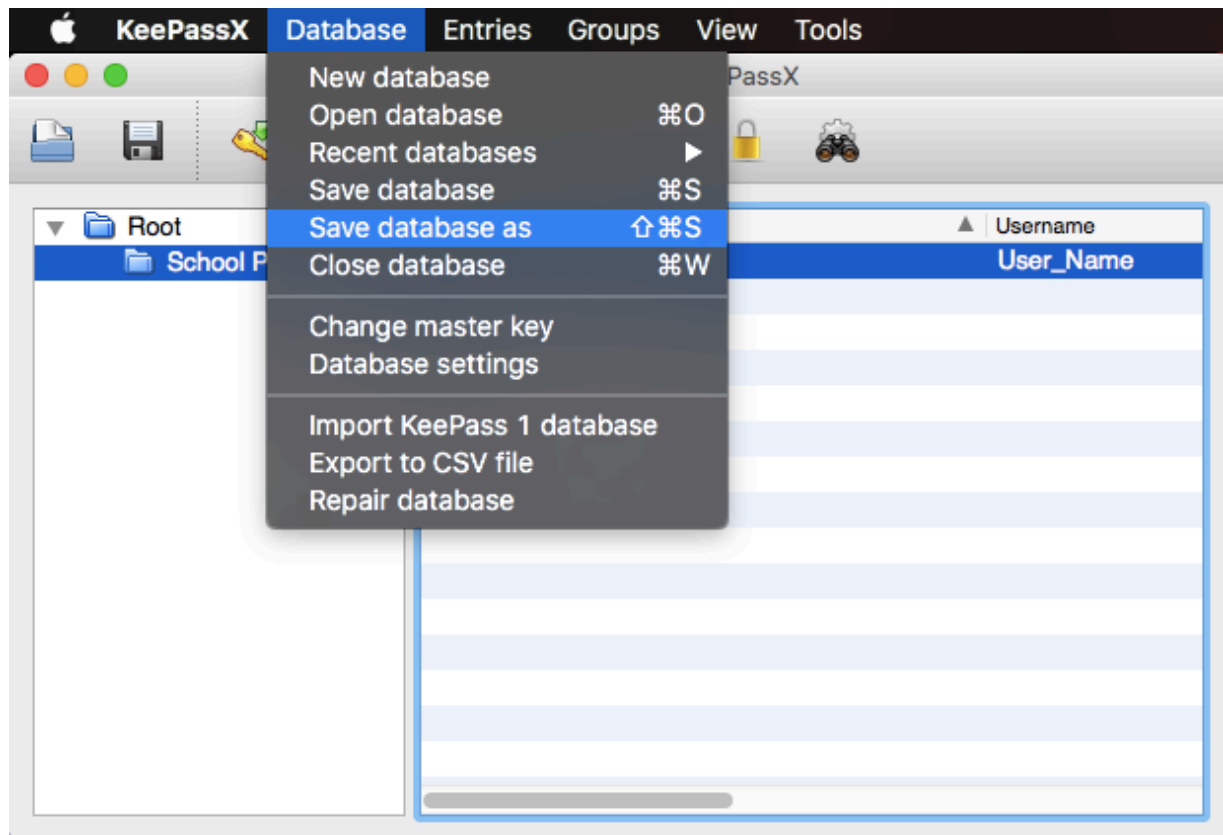 KeePassX Database Entries Groups View Tools
PassX
New database
Open database ⌘O
Recent databases ▶
Save database ⌘S
Save database as ⇧⌘S
Close database ⌘W
Change master key
Database settings
Import KeePass 1 database
Export to CSV file
Repair database
Root
School P
Username
User_Name